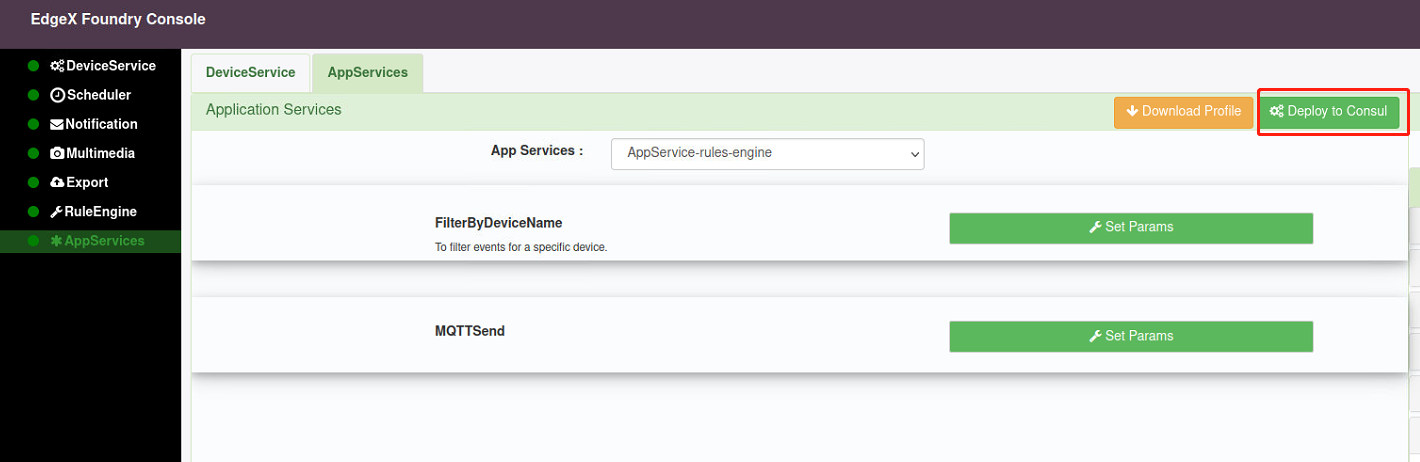 EdgeX Foundry Console
DeviceService
Scheduler
Notification
Multimedia
Export
RuleEngine
AppServices
DeviceService AppServices
Application Services Download Profile Deploy to Consul
App Services : AppService-rules-engine
FilterByDeviceName
To filter events for a specific device.
Set Params
MQTTSend
Set Params